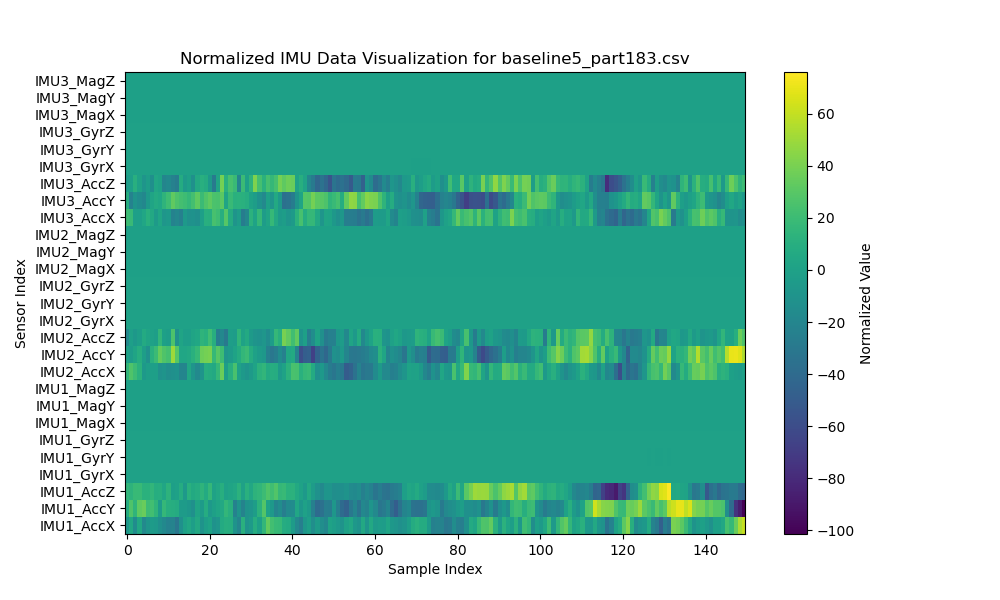 Normalized IMU Data Visualization for baseline5_part183.csv
IMU3_MagZ
IMU3_MagY
IMU3_MagX
IMU3_GyrZ
IMU3_GyrY
IMU3_GyrX
IMU3_AccZ
IMU3_AccY
IMU3_AccX
IMU2_MagZ
IMU2_MagY
IMU2_MagX
IMU2_GyrZ
IMU2_GyrY
IMU2_GyrX
IMU2_AccZ
IMU2_AccY
IMU2_AccX
IMU1_MagZ
IMU1_MagY
IMU1_MagX
IMU1_GyrZ
IMU1_GyrY
IMU1_GyrX
IMU1_AccZ
IMU1_AccY
IMU1_AccX
Sensor Index
0 20 40 60 80 100 120 140
Sample Index
60
40
20
0
−20
−40
−60
−80
−100
Normalized Value